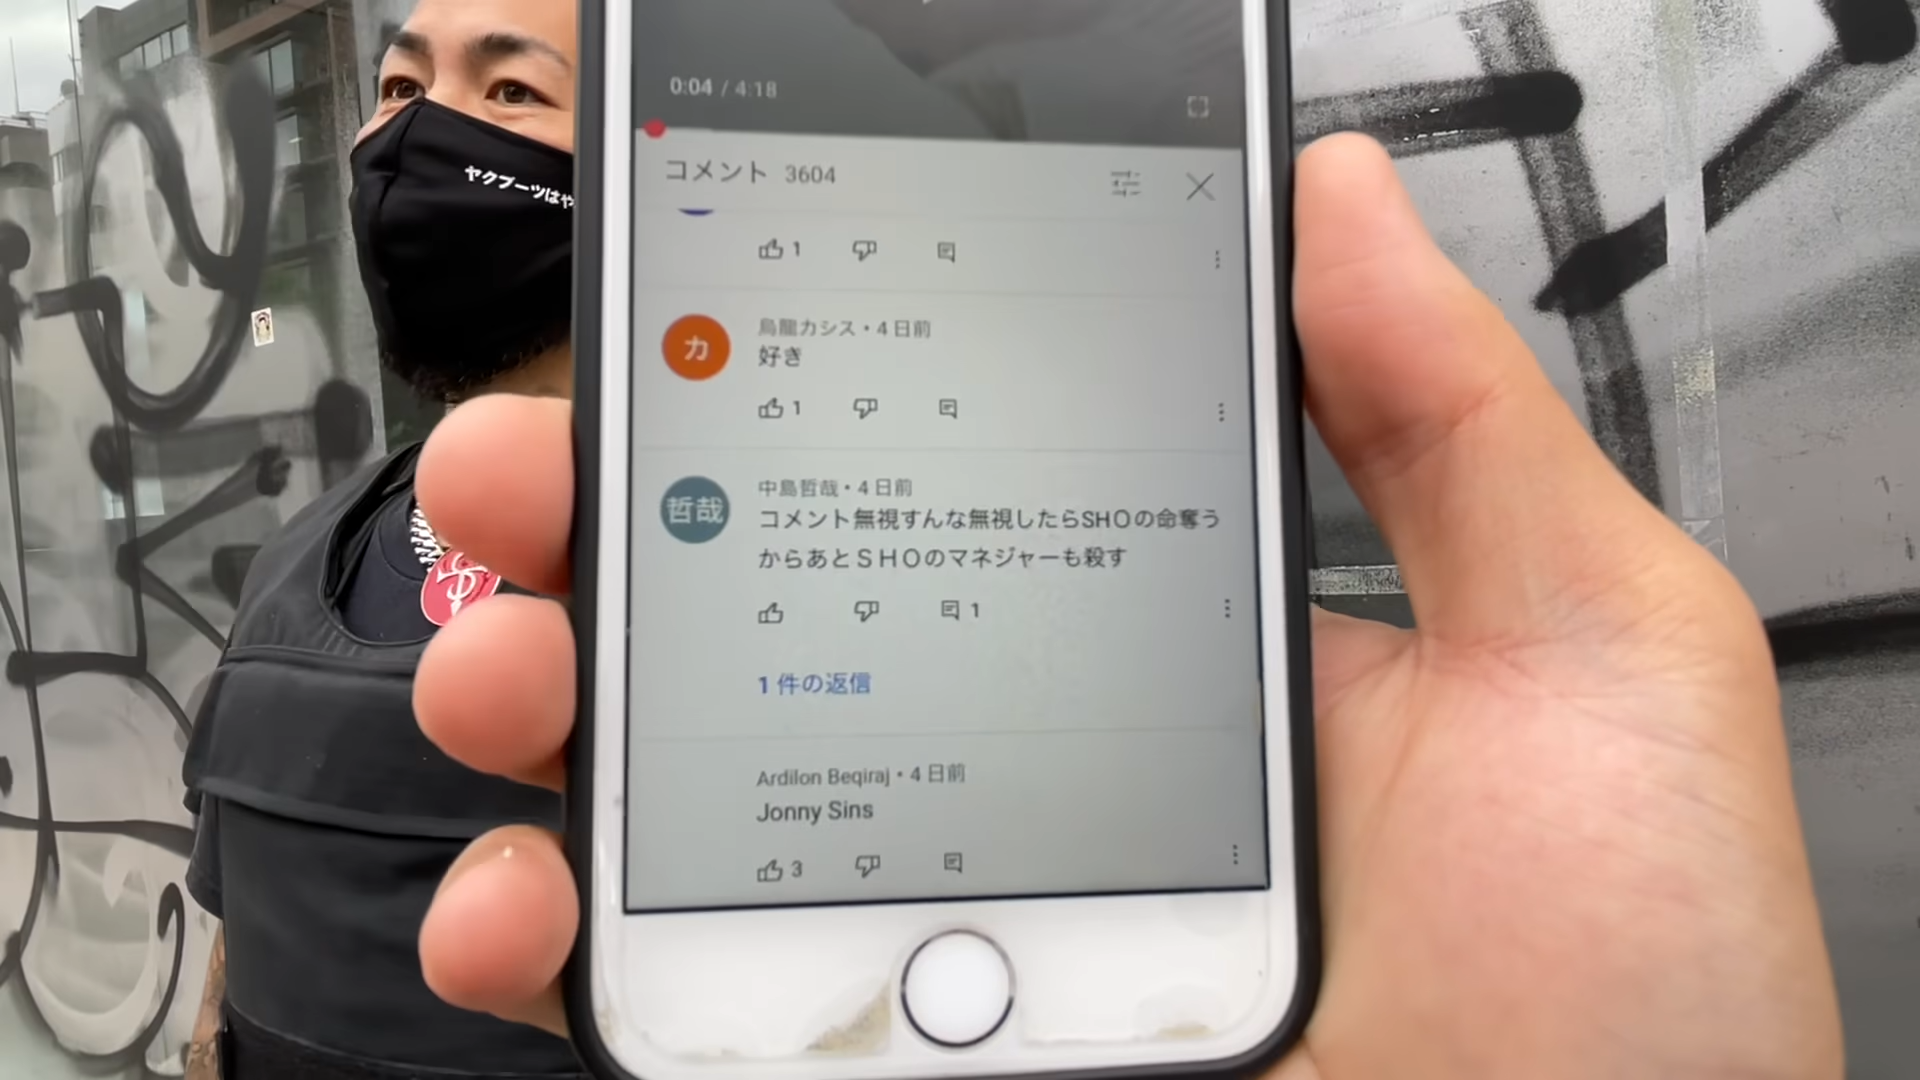 ヤクブーツはや
0:04 / 4:18
コメント 3604
1
烏龍カシス・4 日前
カ
好き
1
中島哲哉・4 日前
哲哉
コメント無視すんな無視したらSHOの命奪う
からあとＳＨＯのマネジャーも殺す
1
1 件の返信
Ardilon Beqiraj・4 日前
Jonny Sins
3